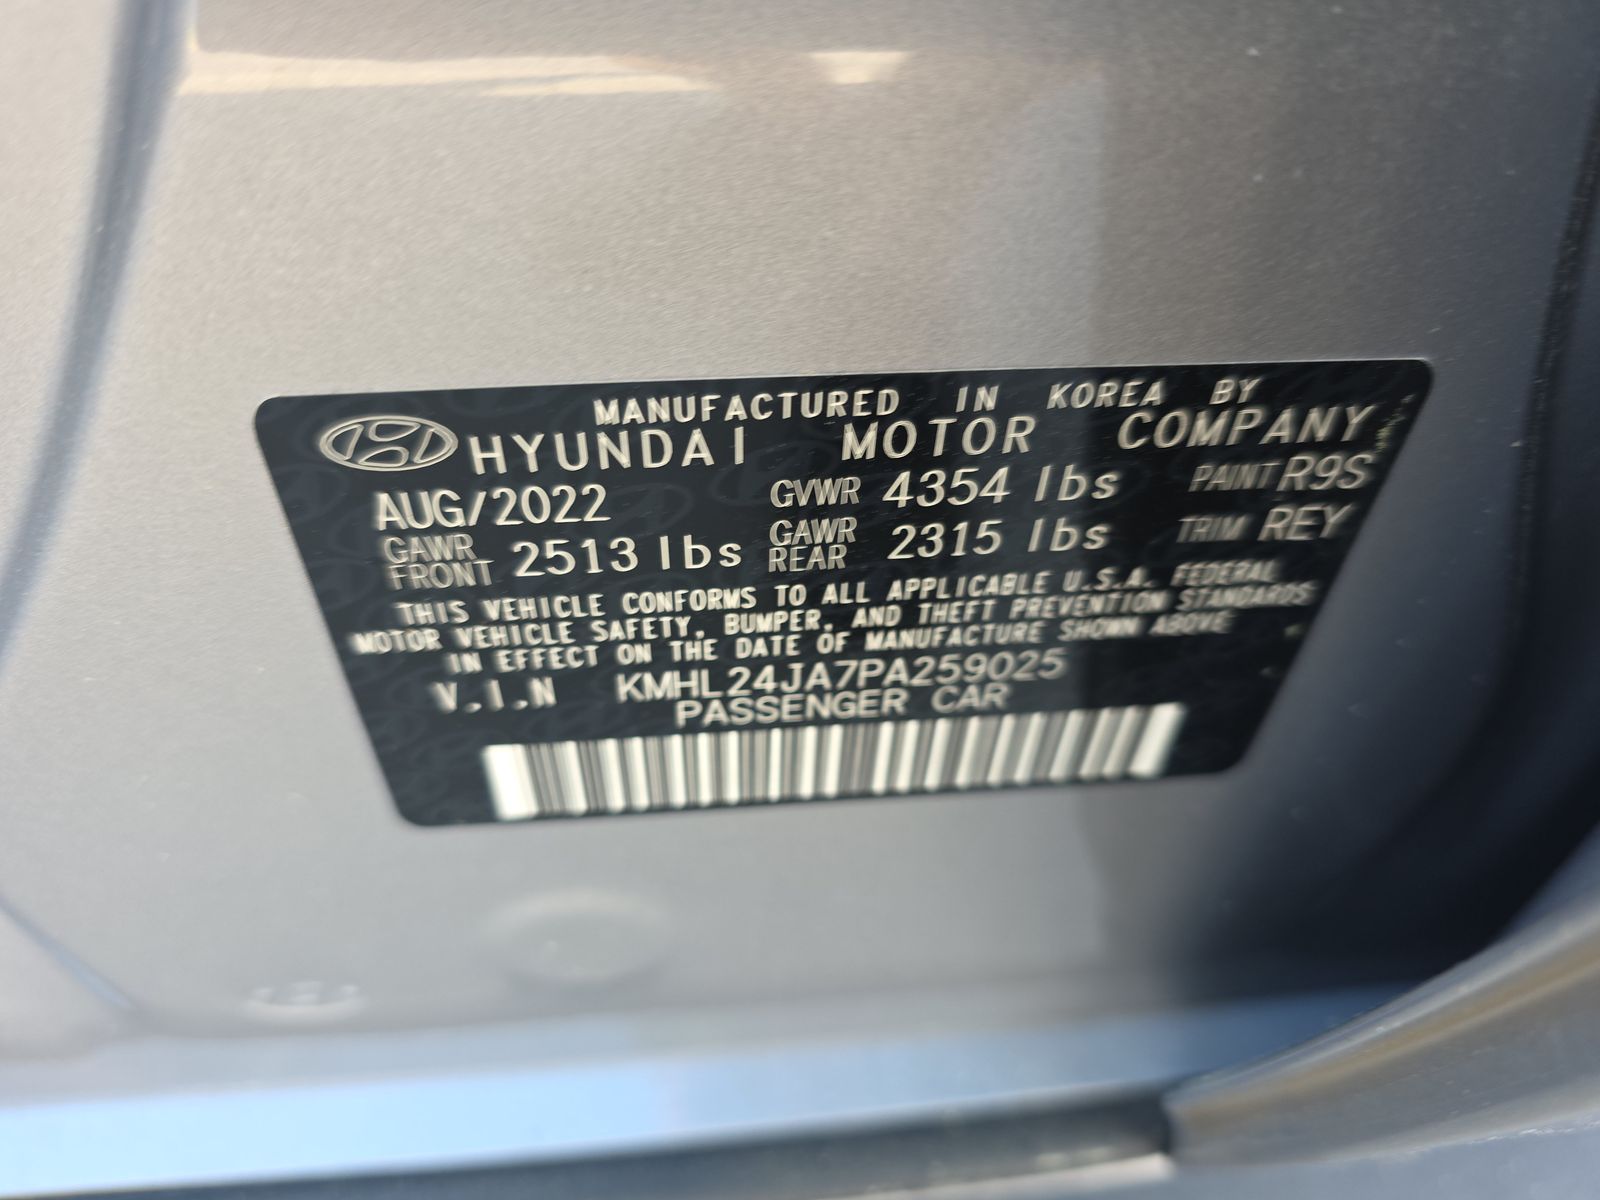 MANUFACTURED IN KOREA BY
HYUNDAI MOTOR COMPANY
AUG/2022 GVWR 4354 lbs PAINT R9S
GAWR FRONT 2513 lbs GAWR REAR 2315 lbs TRIM REY
THIS VEHICLE CONFORMS TO ALL APPLICABLE U.S.A. FEDERAL
MOTOR VEHICLE SAFETY, BUMPER, AND THEFT PREVENTION STANDARDS
IN EFFECT ON THE DATE OF MANUFACTURE SHOWN ABOVE
V.I.N KMHL24JA7PA259025
PASSENGER CAR